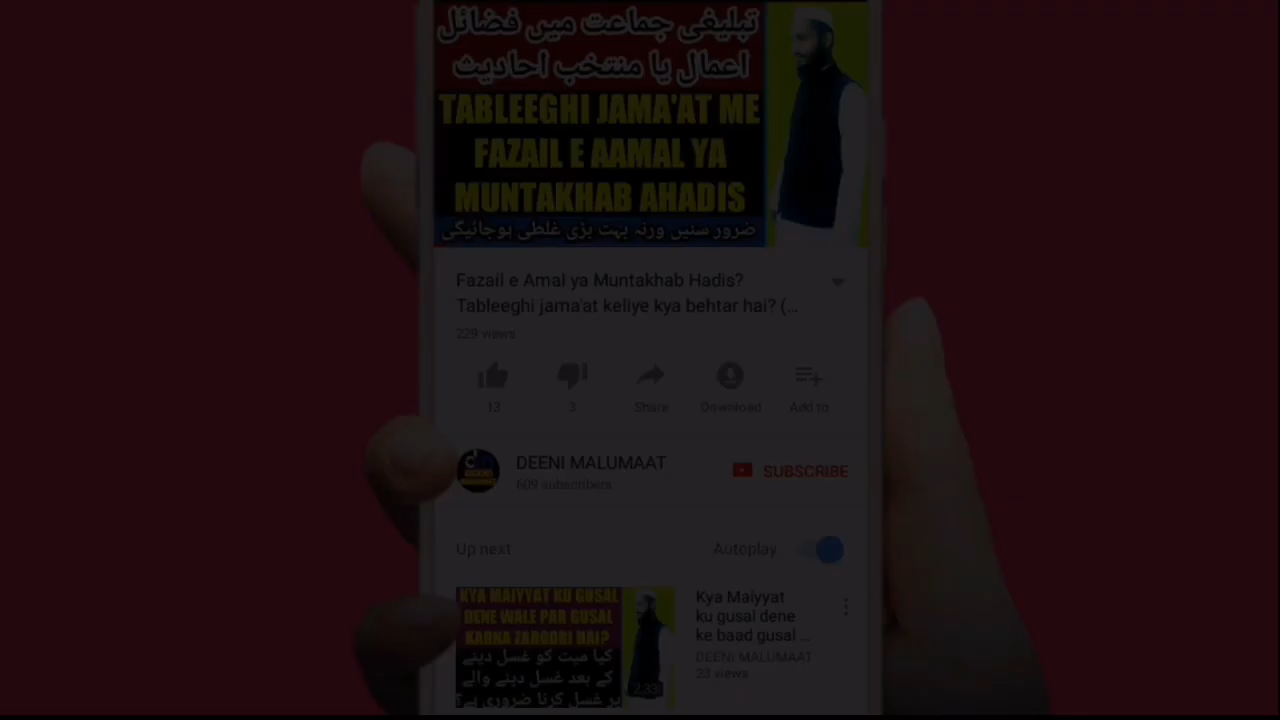 تبلیغی جماعت میں فضائل
اعمال یا منتخب احادیث
TABLEEGHI JAMA'AT ME
FAZAIL E AAMAL YA
MUNTAKHAB AHADIS
ضرور سنیں ورنہ بہت بڑی غلطی ہوجائیگی
Fazail e Amal ya Muntakhab Hadis?
Tableeghi jama'at keliye kya behtar hai? (...
229 views
13
3
Share
Download
Add to
DEENI MALUMAAT
609 subscribers
SUBSCRIBE
Up next
Autoplay
KYA MAIYYAT KU GUSAL
DENE WALE PAR GUSAL
KARNA ZAROORI HAI?
کیا میت کو غسل دینے
کے بعد غسل دینے والے
پر غسل کرنا ضروری ہے؟
2:33
Kya Maiyyat
ku gusal dene
ke baad gusal ...
DEENI MALUMAAT
23 views